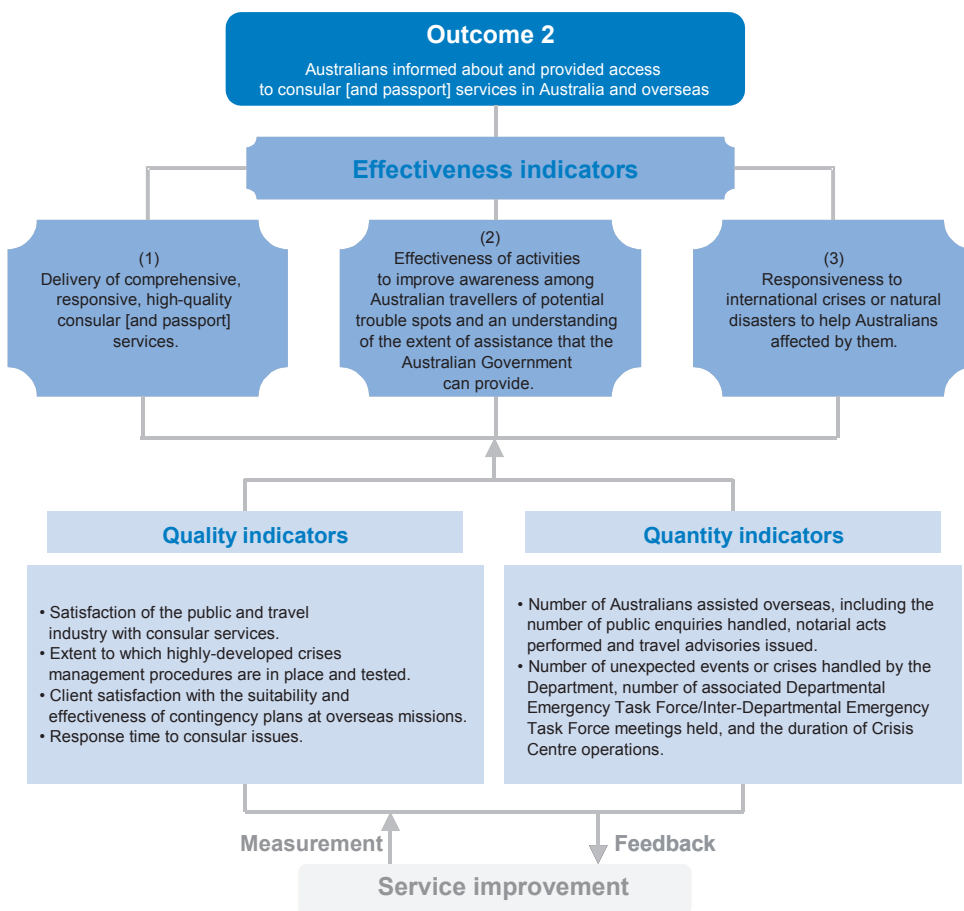 Outcome 2
Australians informed about and provided access
to consular [and passport] services in Australia and overseas
Effectiveness indicators
(1)
Delivery of comprehensive,
responsive, high-quality
consular [and passport]
services.
(2)
Effectiveness of activities
to improve awareness among
Australian travellers of potential
trouble spots and an understanding
of the extent of assistance that the
Australian Government
can provide.
(3)
Responsiveness to
international crises or natural
disasters to help Australians
affected by them.
Quality indicators
• Satisfaction of the public and travel
industry with consular services.
• Extent to which highly-developed crises
management procedures are in place and tested.
• Client satisfaction with the suitability and
effectiveness of contingency plans at overseas missions.
• Response time to consular issues.
Quantity indicators
• Number of Australians assisted overseas, including the
number of public enquiries handled, notarial acts
performed and travel advisories issued.
• Number of unexpected events or crises handled by the
Department, number of associated Departmental
Emergency Task Force/Inter-Departmental Emergency
Task Force meetings held, and the duration of Crisis
Centre operations.
Measurement
Feedback
Service improvement